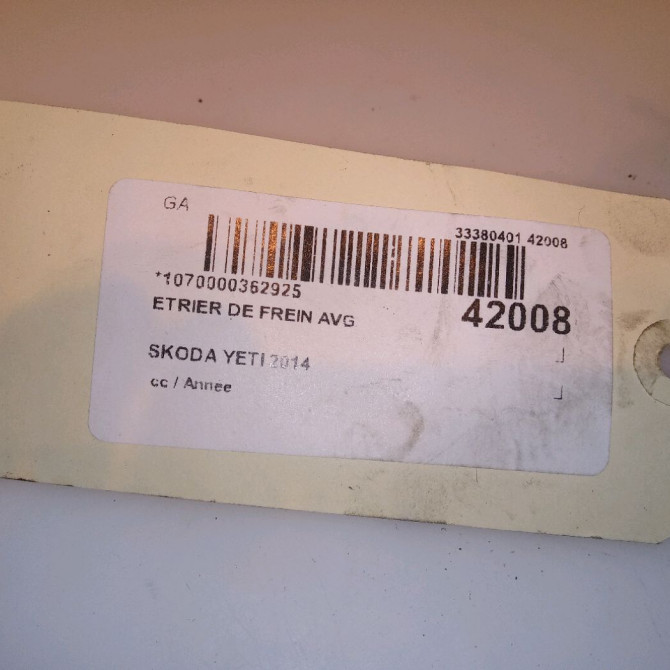 GA
33380401 42008
*1070000362925
42008
ETRIER DE FREIN AVG
SKODA YETI 2014
cc / Annee